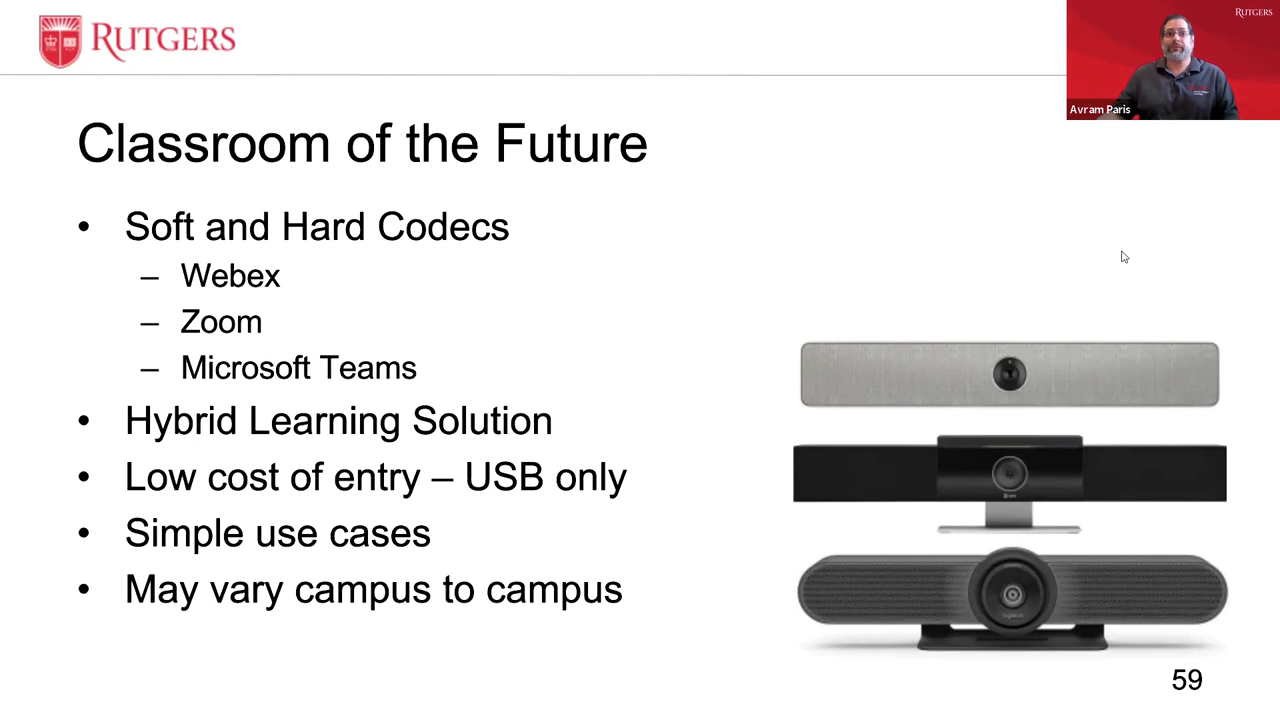 RUTGERS
RUTGERS
Avram Paris
Classroom of the Future
• Soft and Hard Codecs
– Webex
– Zoom
– Microsoft Teams
• Hybrid Learning Solution
• Low cost of entry – USB only
• Simple use cases
• May vary campus to campus
59